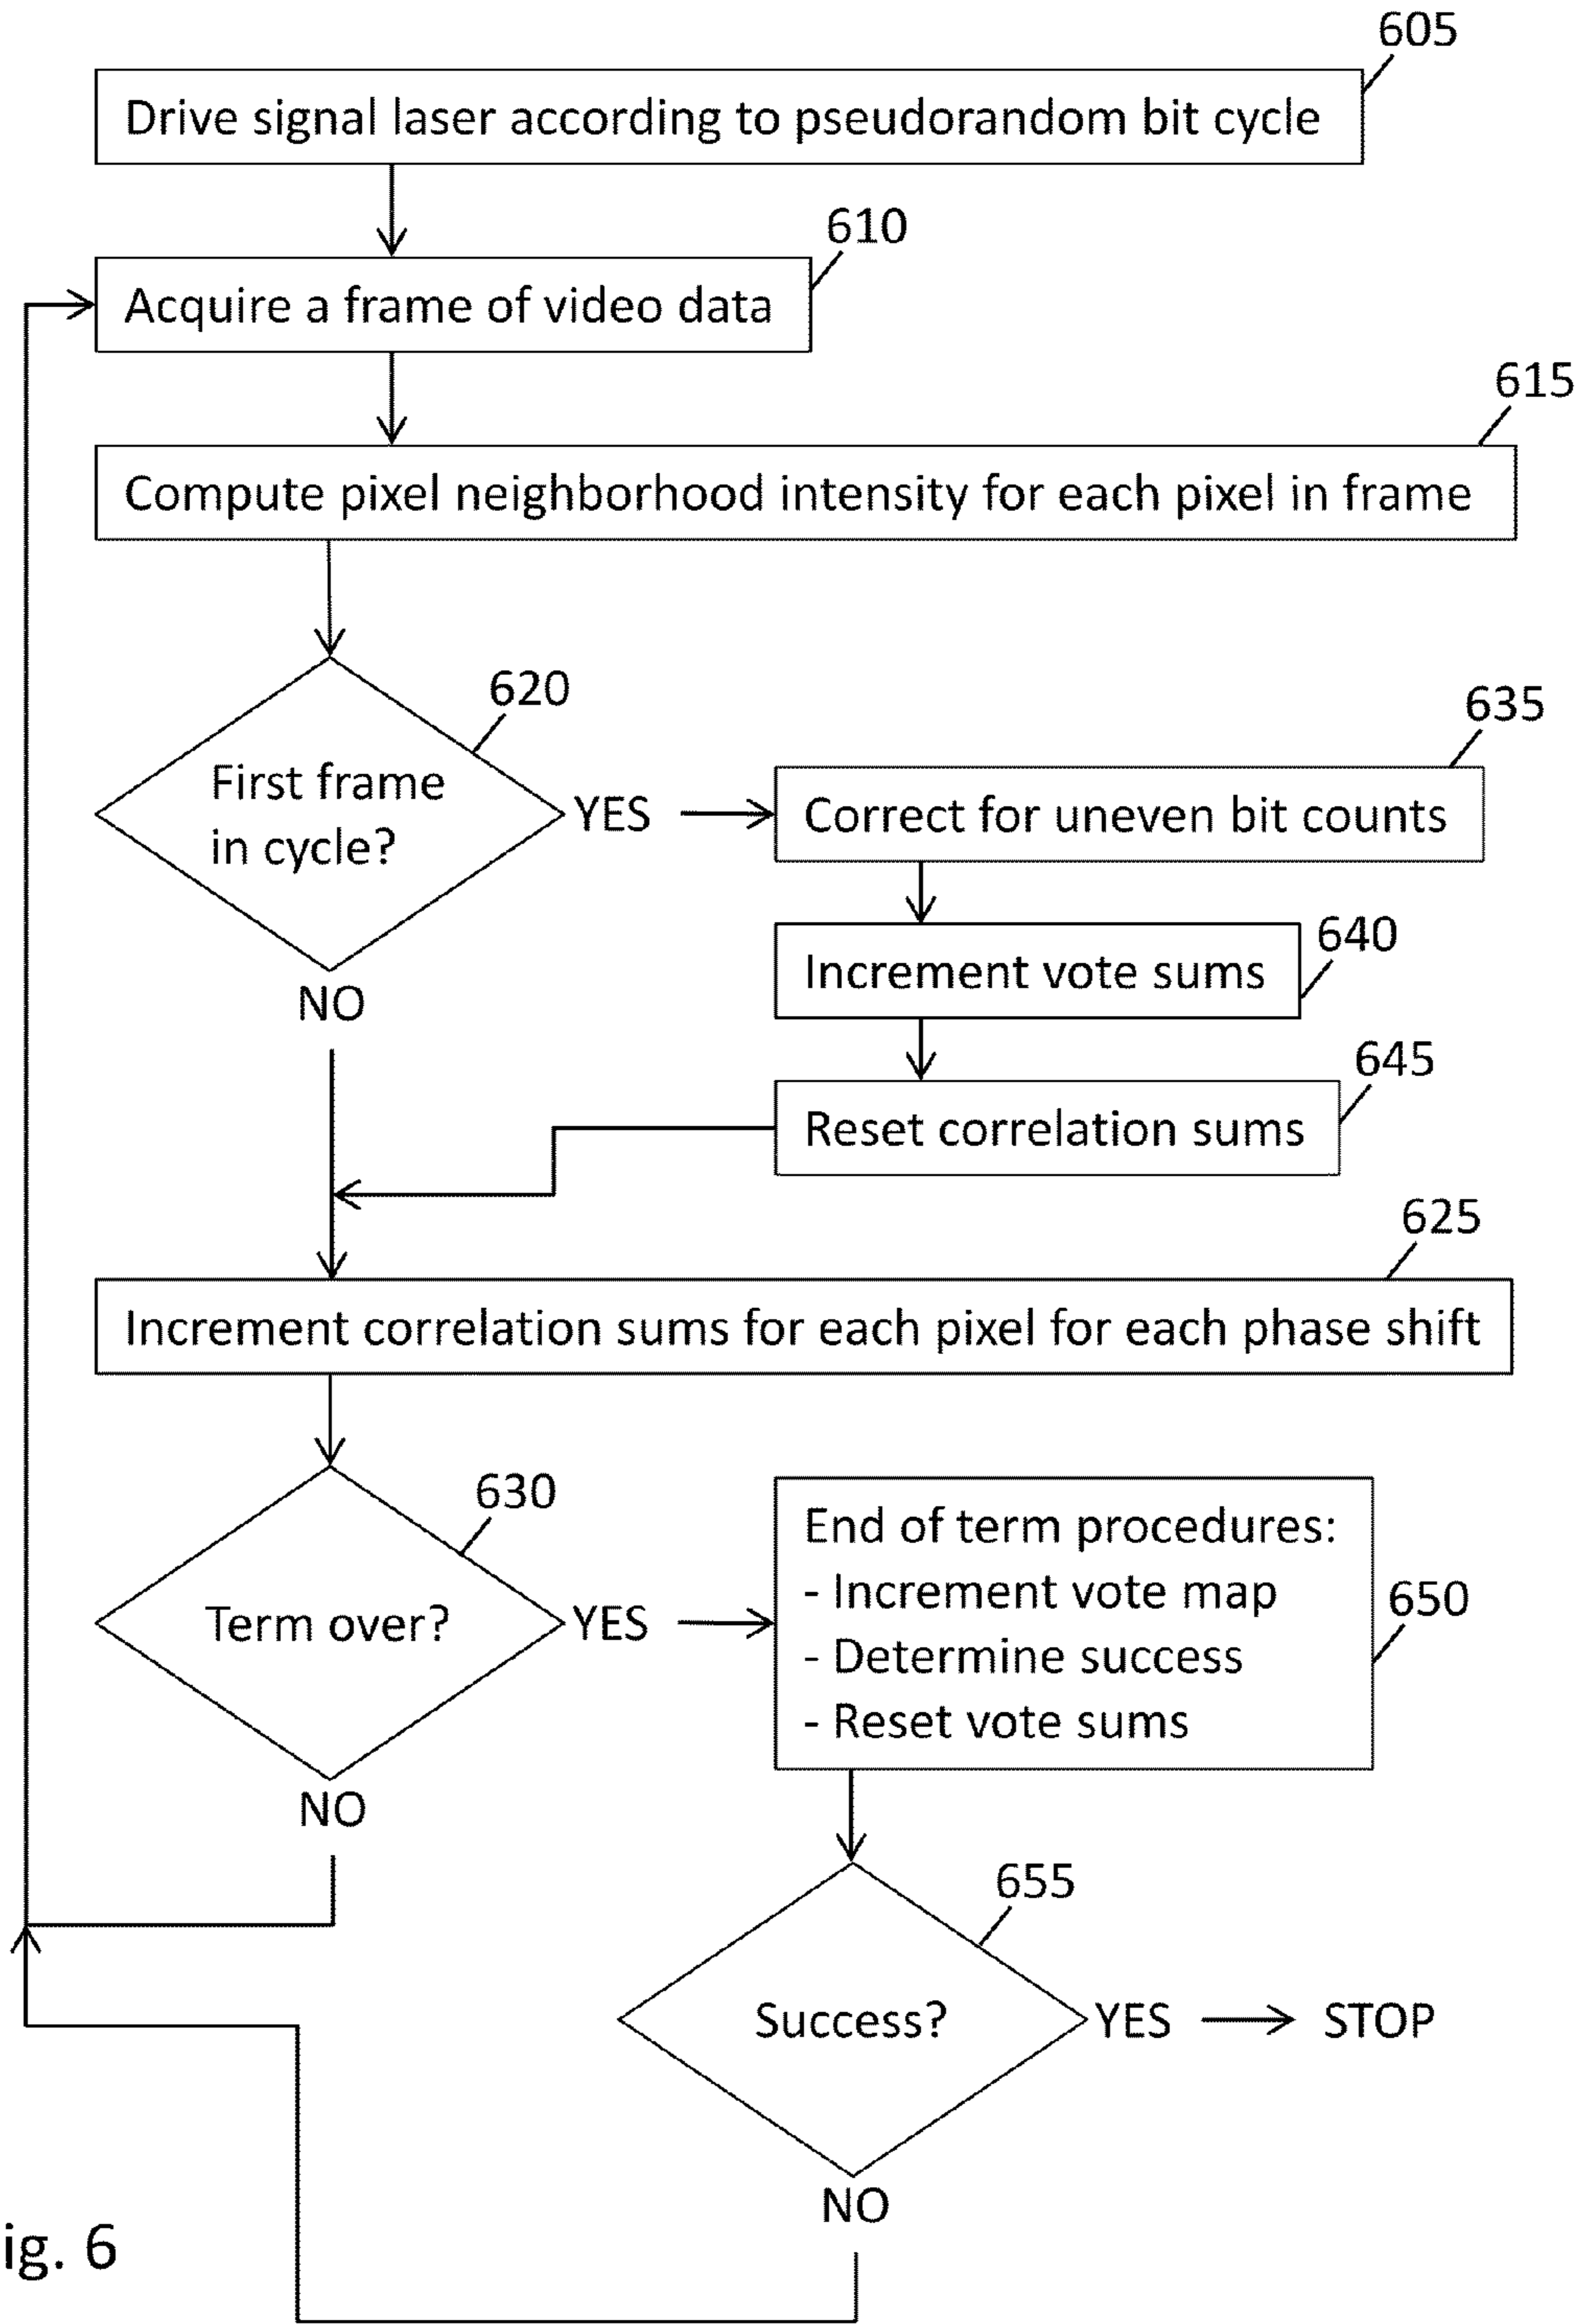 605
Drive signal laser according to pseudorandom bit cycle
610
Acquire a frame of video data
615
Compute pixel neighborhood intensity for each pixel in frame
620
First frame
in cycle?
YES
NO
635
Correct for uneven bit counts
640
Increment vote sums
645
Reset correlation sums
625
Increment correlation sums for each pixel for each phase shift
630
Term over?
YES
NO
End of term procedures:
- Increment vote map
- Determine success
- Reset vote sums
650
655
Success?
YES
STOP
NO
ig. 6